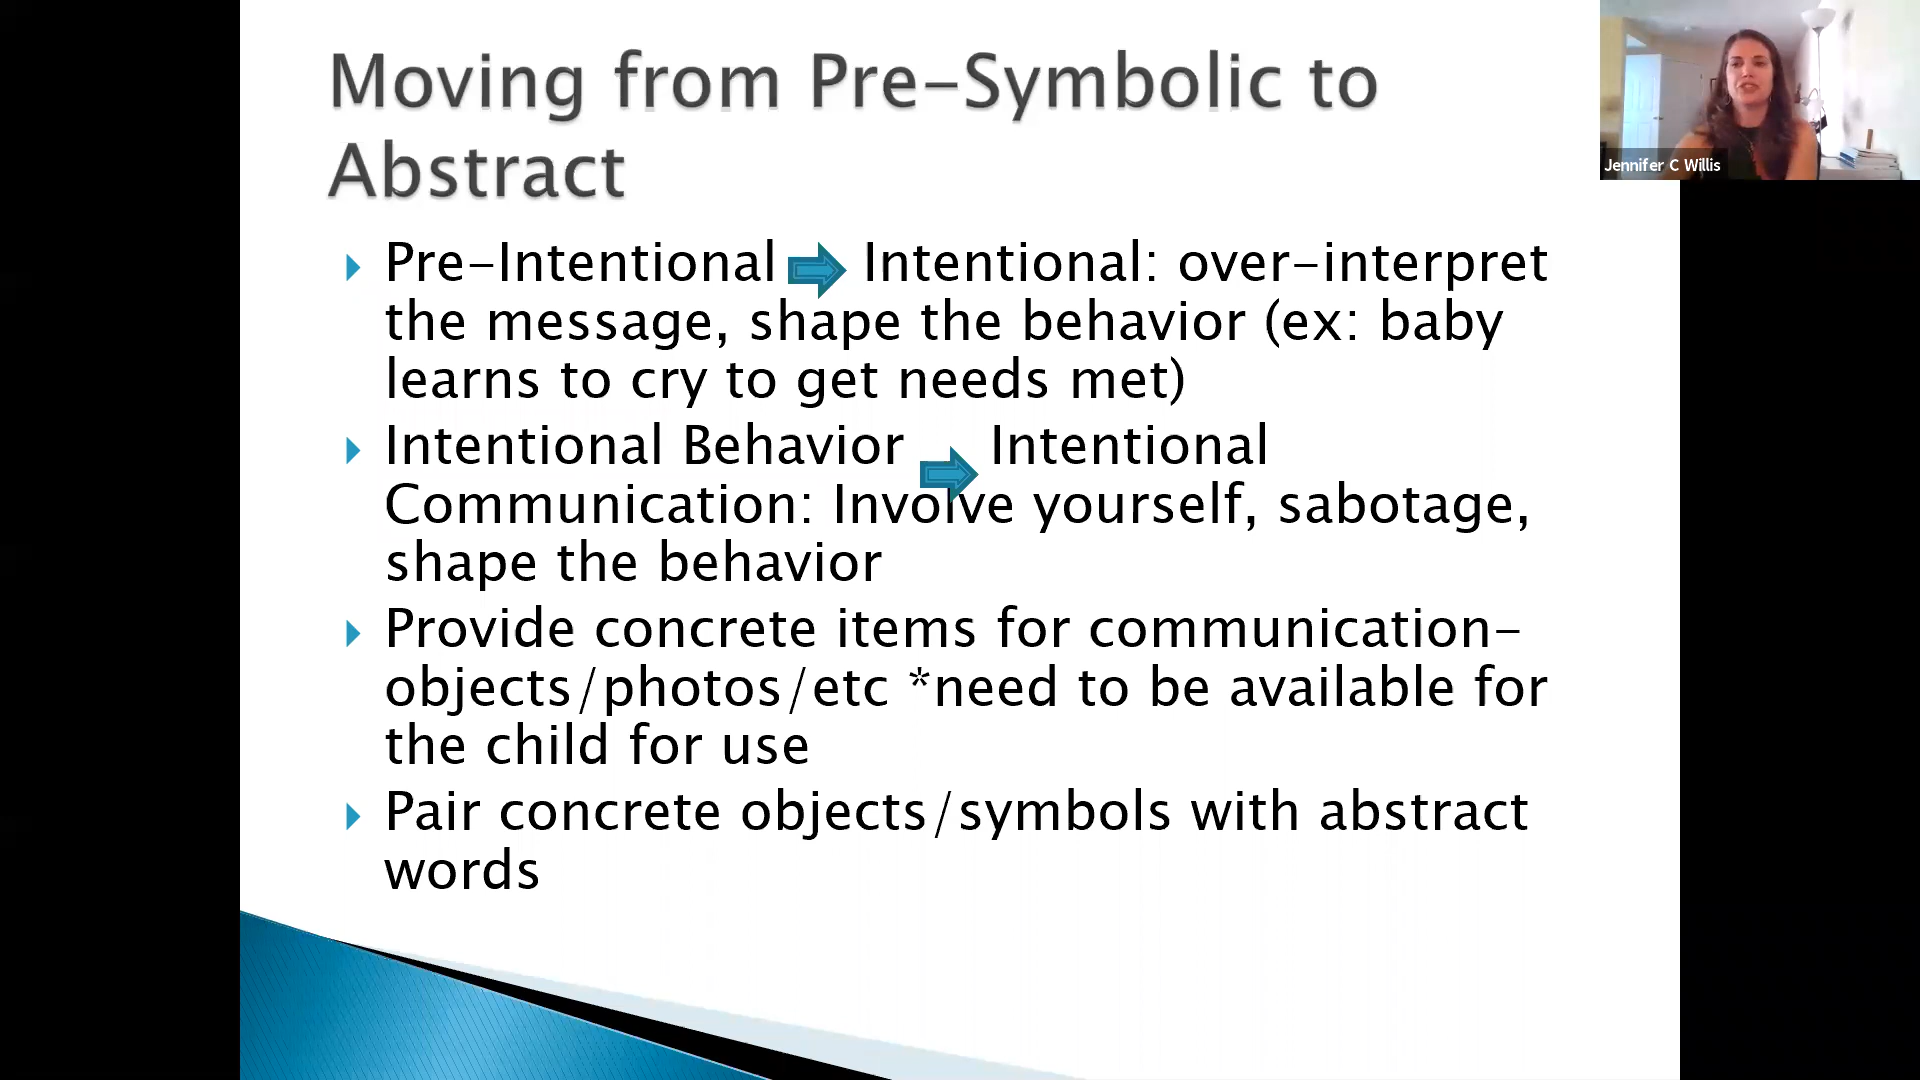 Moving from Pre-Symbolic to
Abstract
Jennifer C Willis
Pre-Intentional Intentional: over-interpret
the message, shape the behavior (ex: baby
learns to cry to get needs met)
Intentional Behavior Intentional
Communication: Involve yourself, sabotage,
shape the behavior
Provide concrete items for communication-
objects/photos/etc *need to be available for
the child for use
Pair concrete objects/symbols with abstract
words